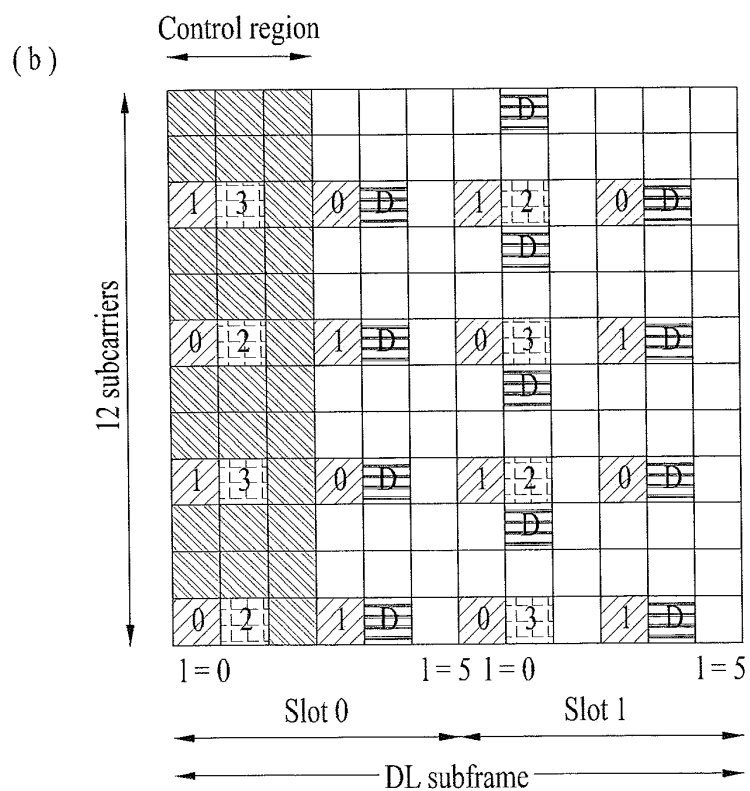 Control region
(b)
D
1 3 0 D 1 2 0 D
D
0 2 1 D 0 3 1 D
D
1 3 0 D 1 2 0 D
D
0 2 1 D 0 3 1 D
12 subcarriers
l = 0 l = 5 l = 0 l = 5
Slot 0 Slot 1
DL subframe